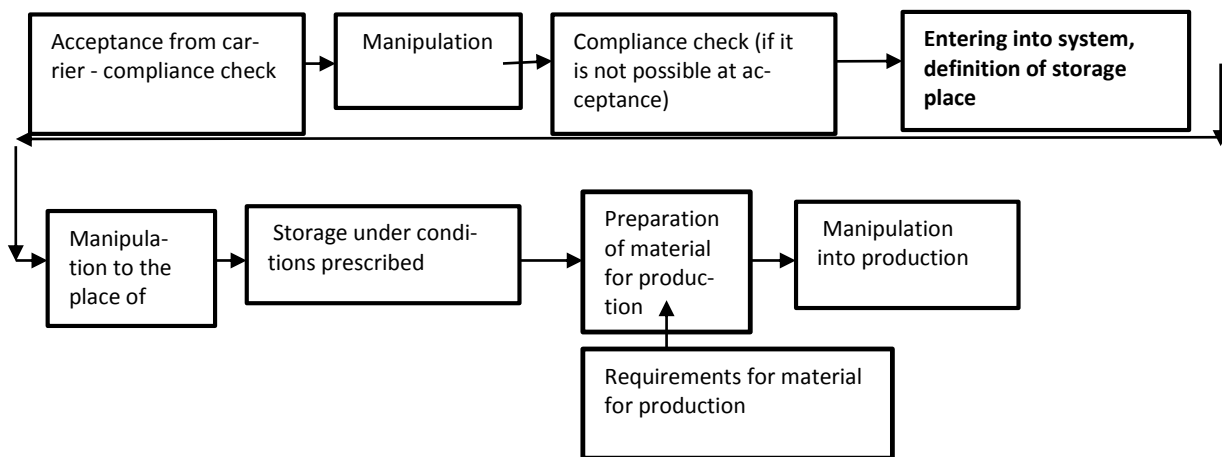 Acceptance from car-
rier - compliance check
Manipulation
Compliance check (if it
is not possible at ac-
ceptance)
Entering into system,
definition of storage
place
Manipula-
tion to the
place of
Storage under condi-
tions prescribed
Preparation
of material
for produc-
tion
Manipulation
into production
Requirements for material
for production